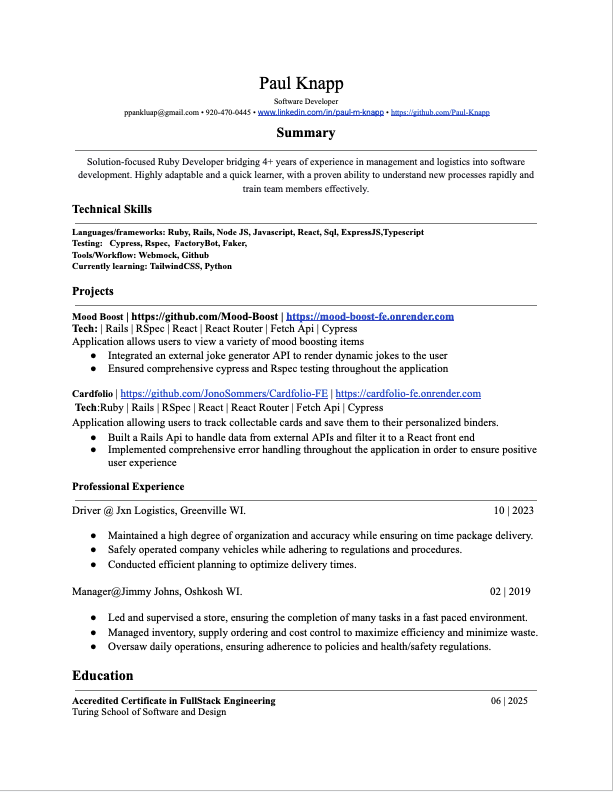 Paul Knapp
Software Developer
ppankluap@gmail.com • 920-470-0445 • www.linkedin.com/in/paul-m-knapp • https://github.com/Paul-Knapp
Summary
Solution-focused Ruby Developer bridging 4+ years of experience in management and logistics into software
development. Highly adaptable and a quick learner, with a proven ability to understand new processes rapidly and
train team members effectively.
Technical Skills
Languages/frameworks: Ruby, Rails, Node JS, Javascript, React, Sql, ExpressJS,Typescript
Testing: Cypress, Rspec, FactoryBot, Faker,
Tools/Workflow: Webmock, Github
Currently learning: TailwindCSS, Python
Projects
Mood Boost | https://github.com/Mood-Boost | https://mood-boost-fe.onrender.com
Tech: | Rails | RSpec | React | React Router | Fetch Api | Cypress
Application allows users to view a variety of mood boosting items
● Integrated an external joke generator API to render dynamic jokes to the user
● Ensured comprehensive cypress and Rspec testing throughout the application
Cardfolio | https://github.com/JonoSommers/Cardfolio-FE | https://cardfolio-fe.onrender.com
Tech:Ruby | Rails | RSpec | React | React Router | Fetch Api | Cypress
Application allowing users to track collectable cards and save them to their personalized binders.
● Built a Rails Api to handle data from external APIs and filter it to a React front end
● Implemented comprehensive error handling throughout the application in order to ensure positive
user experience
Professional Experience
Driver @ Jxn Logistics, Greenville WI. 10 | 2023
● Maintained a high degree of organization and accuracy while ensuring on time package delivery.
● Safely operated company vehicles while adhering to regulations and procedures.
● Conducted efficient planning to optimize delivery times.
Manager@Jimmy Johns, Oshkosh WI. 02 | 2019
● Led and supervised a store, ensuring the completion of many tasks in a fast paced environment.
● Managed inventory, supply ordering and cost control to maximize efficiency and minimize waste.
● Oversaw daily operations, ensuring adherence to policies and health/safety regulations.
Education
Accredited Certificate in FullStack Engineering 06 | 2025
Turing School of Software and Design